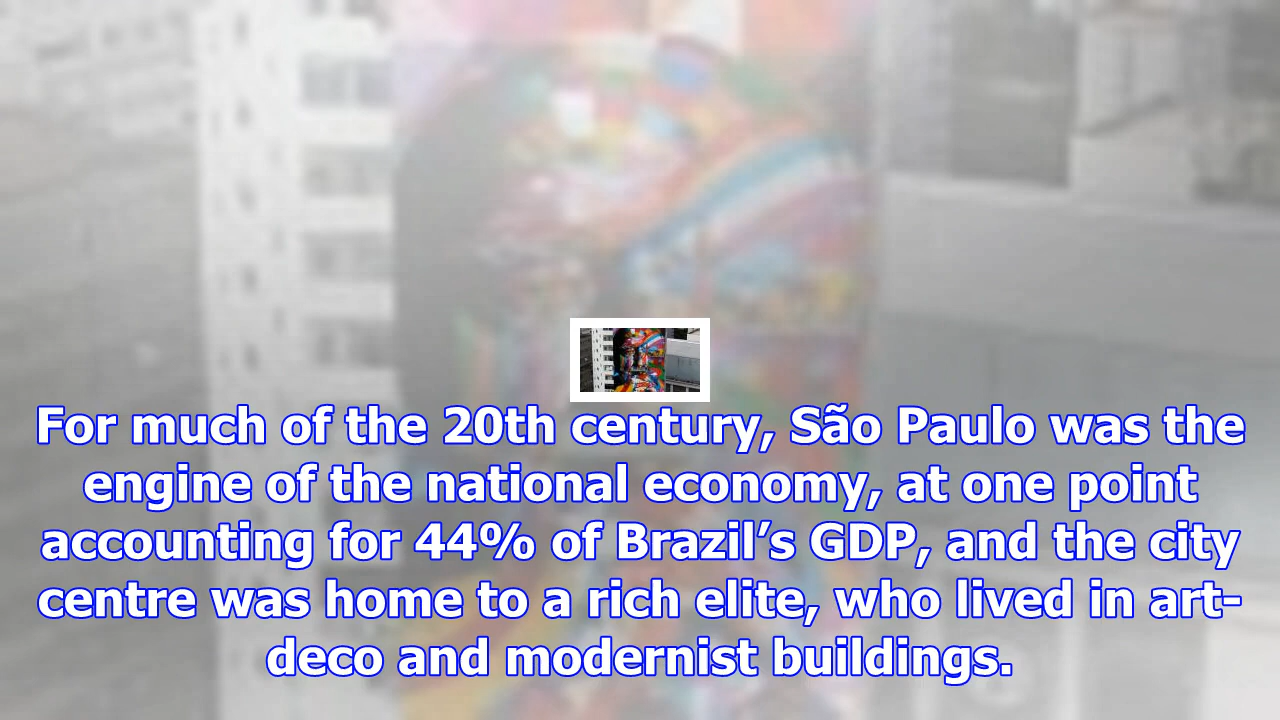 For much of the 20th century, São Paulo was the
engine of the national economy, at one point
accounting for 44% of Brazil’s GDP, and the city
centre was home to a rich elite, who lived in art-
deco and modernist buildings.